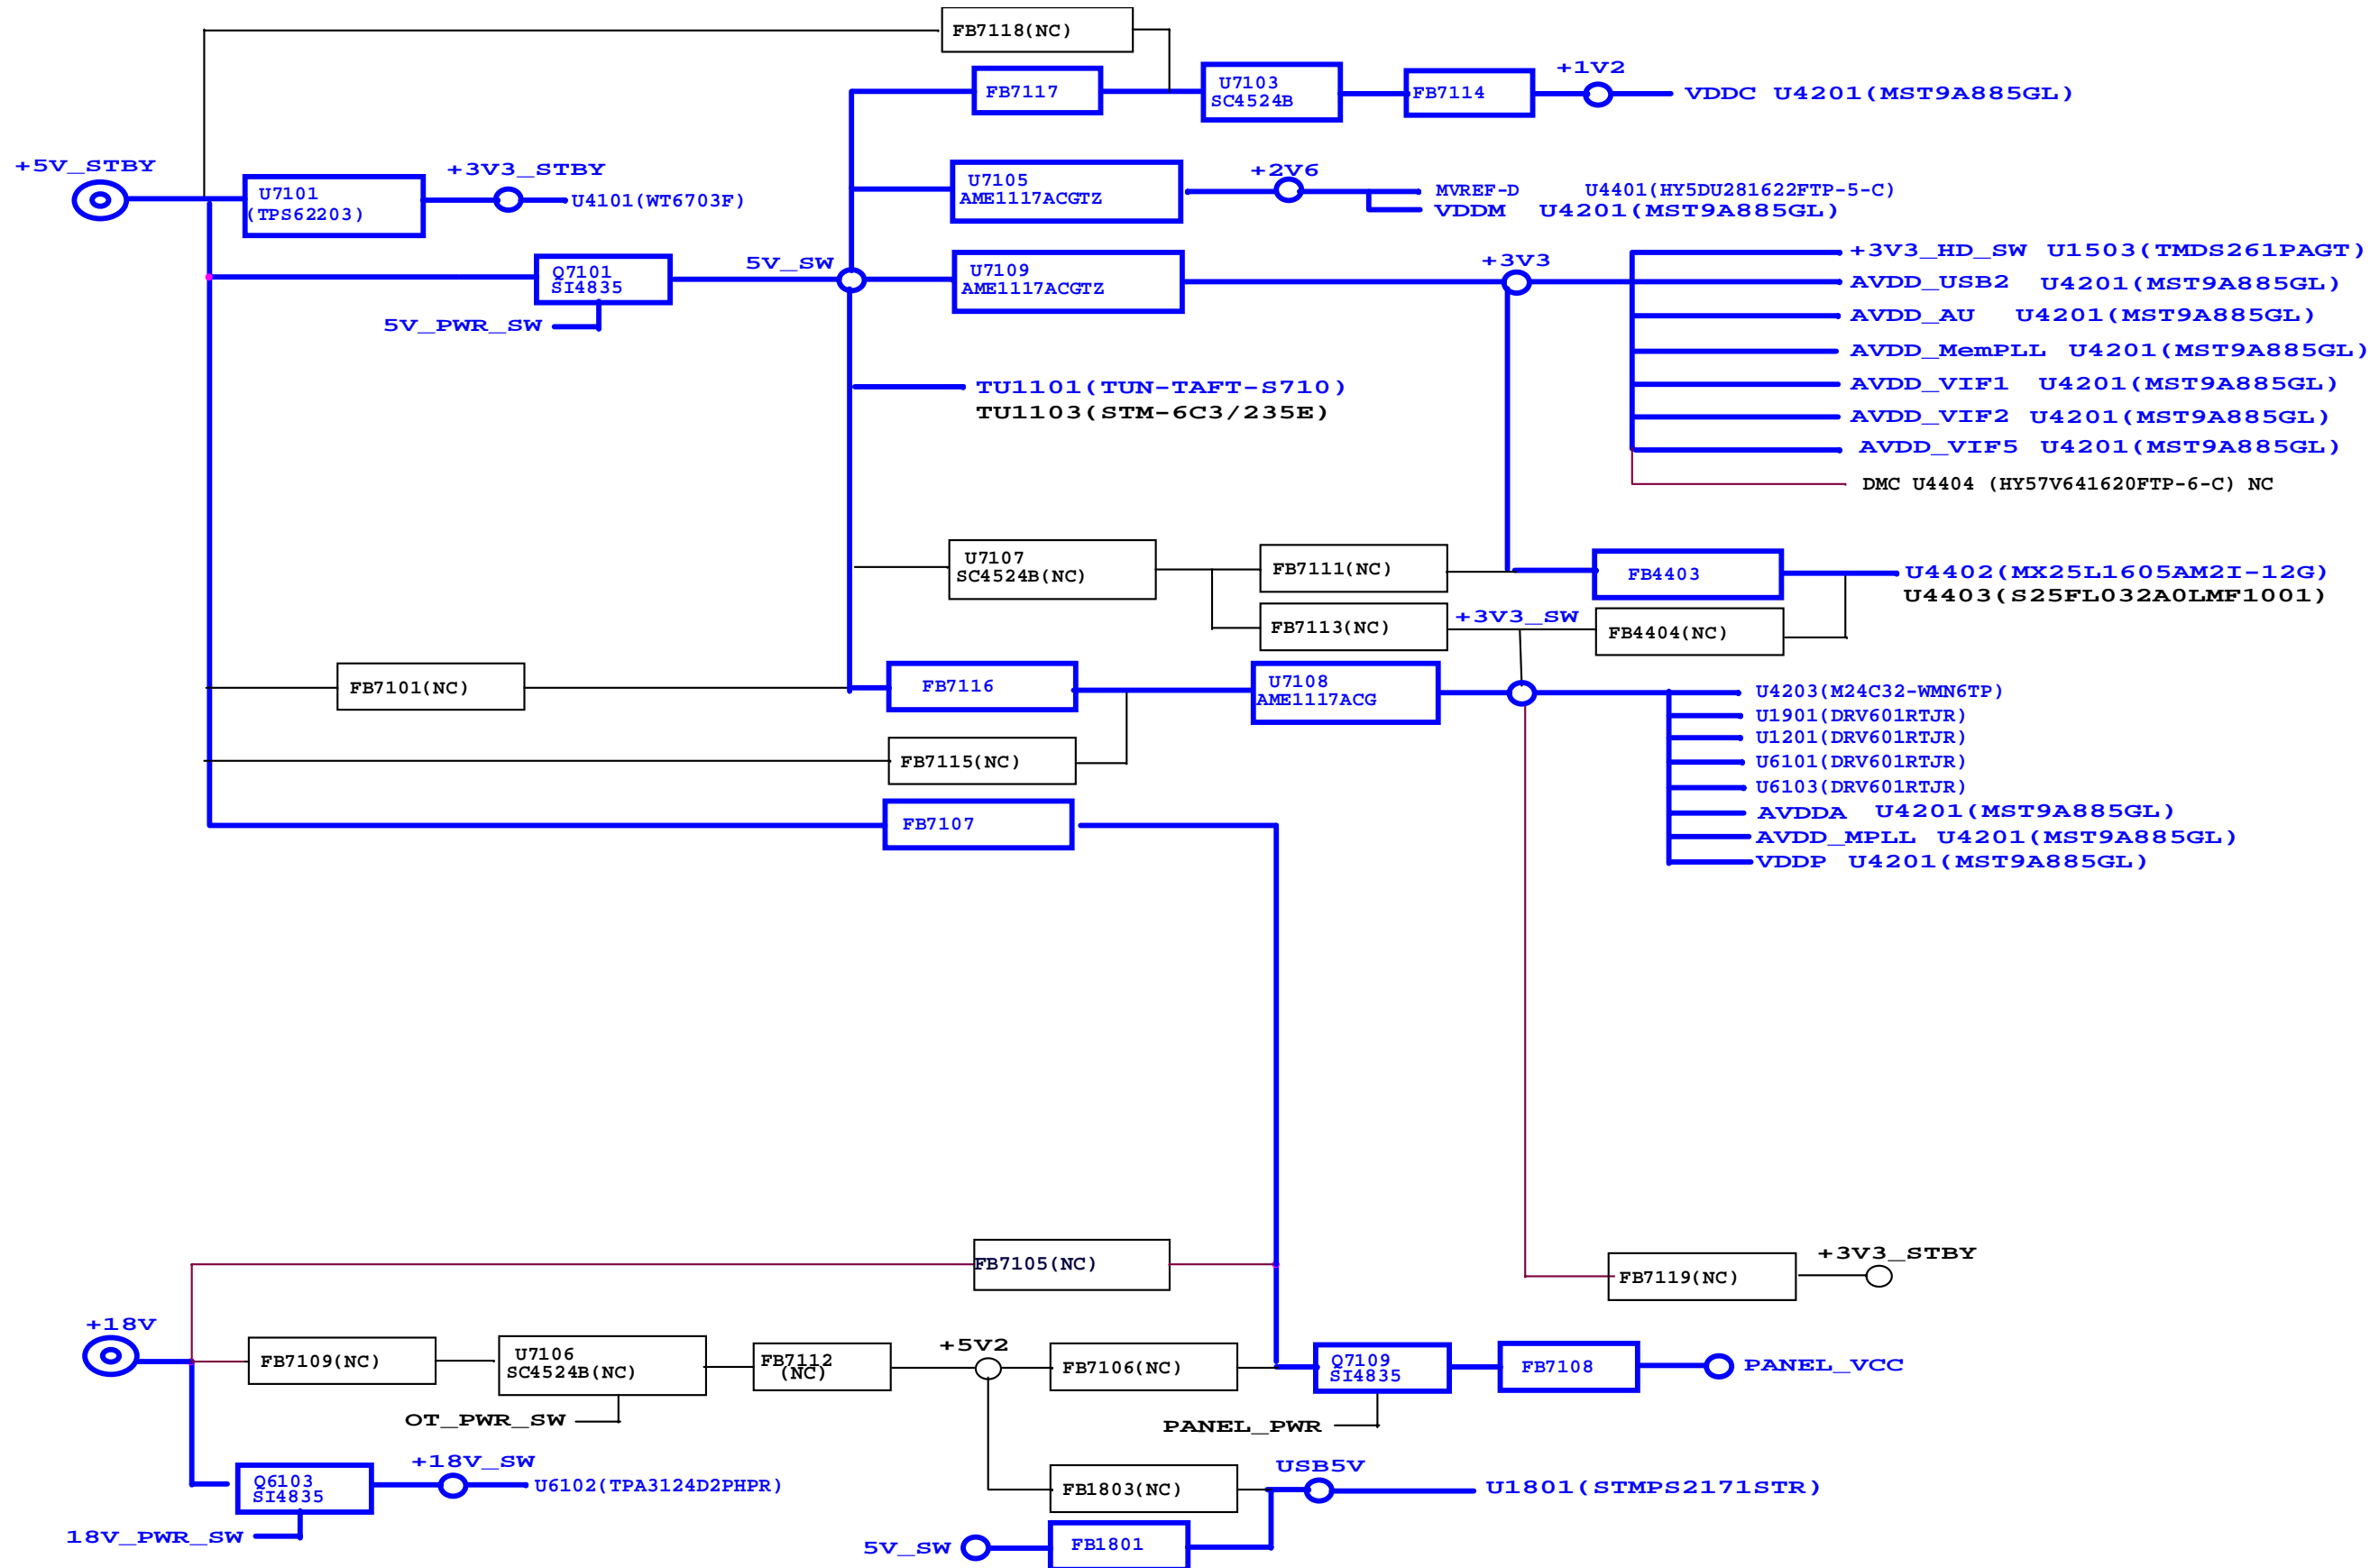 FB7118(NC)
FB7117
U7103
SC4524B
FB7114
+1V2
VDDC U4201(MST9A885GL)
+5V_STBY
U7101
(TPS62203)
+3V3_STBY
U4101(WT6703F)
U7105
AME1117ACGTZ
+2V6
MVREF-D U4401(HY5DU281622FTP-5-C)
VDDM U4201(MST9A885GL)
Q7101
SI4835
5V_PWR_SW
5V_SW
U7109
AME1117ACGTZ
+3V3
+3V3_HD_SW U1503(TMDS261PAGT)
AVDD_USB2 U4201(MST9A885GL)
AVDD_AU U4201(MST9A885GL)
AVDD_MemPLL U4201(MST9A885GL)
AVDD_VIF1 U4201(MST9A885GL)
AVDD_VIF2 U4201(MST9A885GL)
AVDD_VIF5 U4201(MST9A885GL)
DMC U4404 (HY57V641620FTP-6-C) NC
TU1101(TUN-TAFT-S710)
TU1103(STM-6C3/235E)
U7107
SC4524B(NC)
FB7111(NC)
FB4403
U4402(MX25L1605AM2I-12G)
U4403(S25FL032A0LMF1001)
FB7113(NC)
+3V3_SW
FB4404(NC)
FB7101(NC)
FB7116
U7108
AME1117ACG
U4203(M24C32-WMN6TP)
U1901(DRV601RTJR)
U1201(DRV601RTJR)
U6101(DRV601RTJR)
U6103(DRV601RTJR)
AVDDA U4201(MST9A885GL)
AVDD_MPLL U4201(MST9A885GL)
VDDP U4201(MST9A885GL)
FB7115(NC)
FB7107
FB7105(NC)
FB7119(NC)
+3V3_STBY
+18V
FB7109(NC)
U7106
SC4524B(NC)
OT_PWR_SW
FB7112
(NC)
+5V2
FB7106(NC)
Q7109
SI4835
PANEL_PWR
FB7108
PANEL_VCC
Q6103
SI4835
18V_PWR_SW
+18V_SW
U6102(TPA3124D2PHPR)
FB1803(NC)
USB5V
U1801(STMPS2171STR)
5V_SW
FB1801